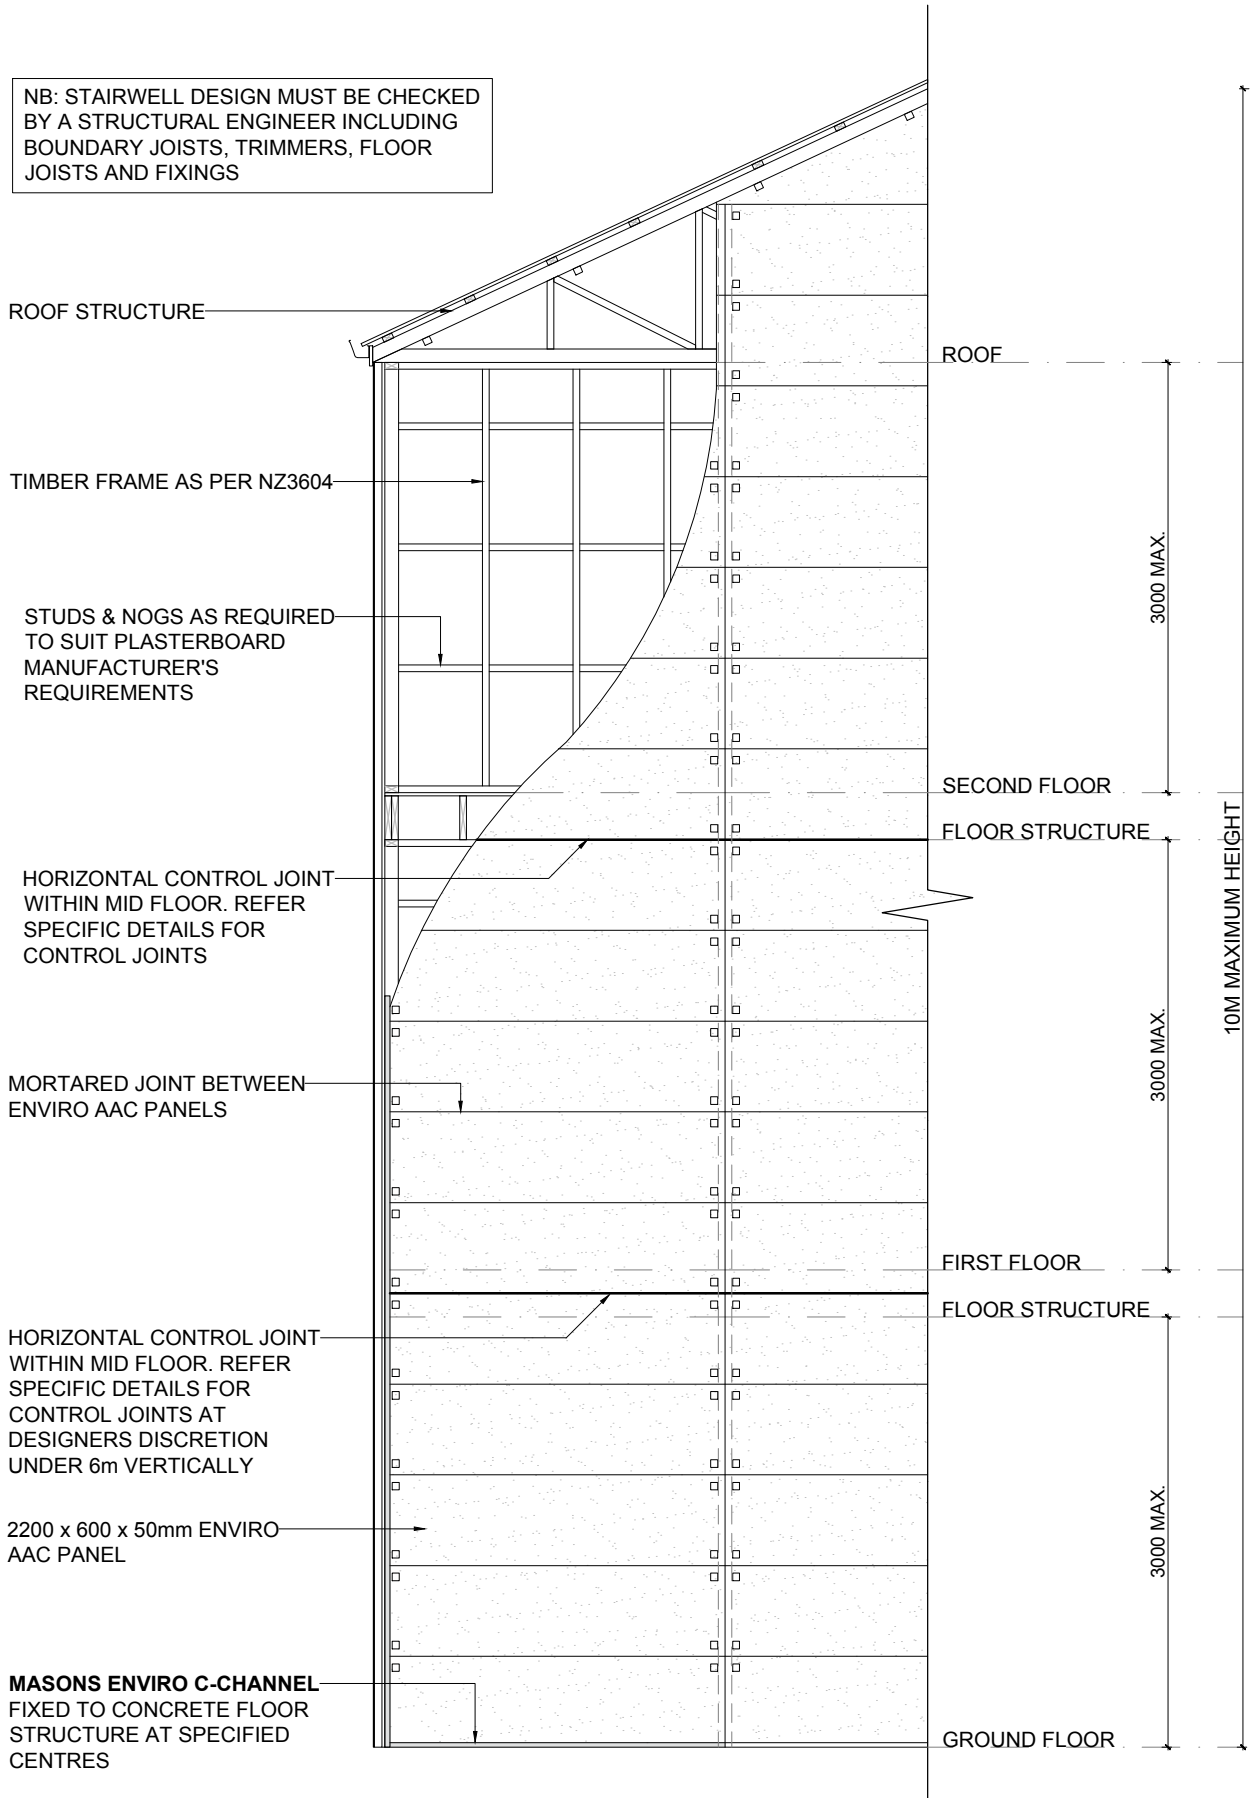 NB: STAIRWELL DESIGN MUST BE CHECKED
BY A STRUCTURAL ENGINEER INCLUDING
BOUNDARY JOISTS, TRIMMERS, FLOOR
JOISTS AND FIXINGS
ROOF STRUCTURE
TIMBER FRAME AS PER NZ3604
STUDS & NOGS AS REQUIRED
TO SUIT PLASTERBOARD
MANUFACTURER'S
REQUIREMENTS
HORIZONTAL CONTROL JOINT
WITHIN MID FLOOR. REFER
SPECIFIC DETAILS FOR
CONTROL JOINTS
MORTARED JOINT BETWEEN
ENVIRO AAC PANELS
HORIZONTAL CONTROL JOINT
WITHIN MID FLOOR. REFER
SPECIFIC DETAILS FOR
CONTROL JOINTS AT
DESIGNERS DISCRETION
UNDER 6m VERTICALLY
2200 x 600 x 50mm ENVIRO
AAC PANEL
MASONS ENVIRO C-CHANNEL
FIXED TO CONCRETE FLOOR
STRUCTURE AT SPECIFIED
CENTRES
ROOF
SECOND FLOOR
FLOOR STRUCTURE
FIRST FLOOR
FLOOR STRUCTURE
GROUND FLOOR
3000 MAX.
3000 MAX.
3000 MAX.
10M MAXIMUM HEIGHT